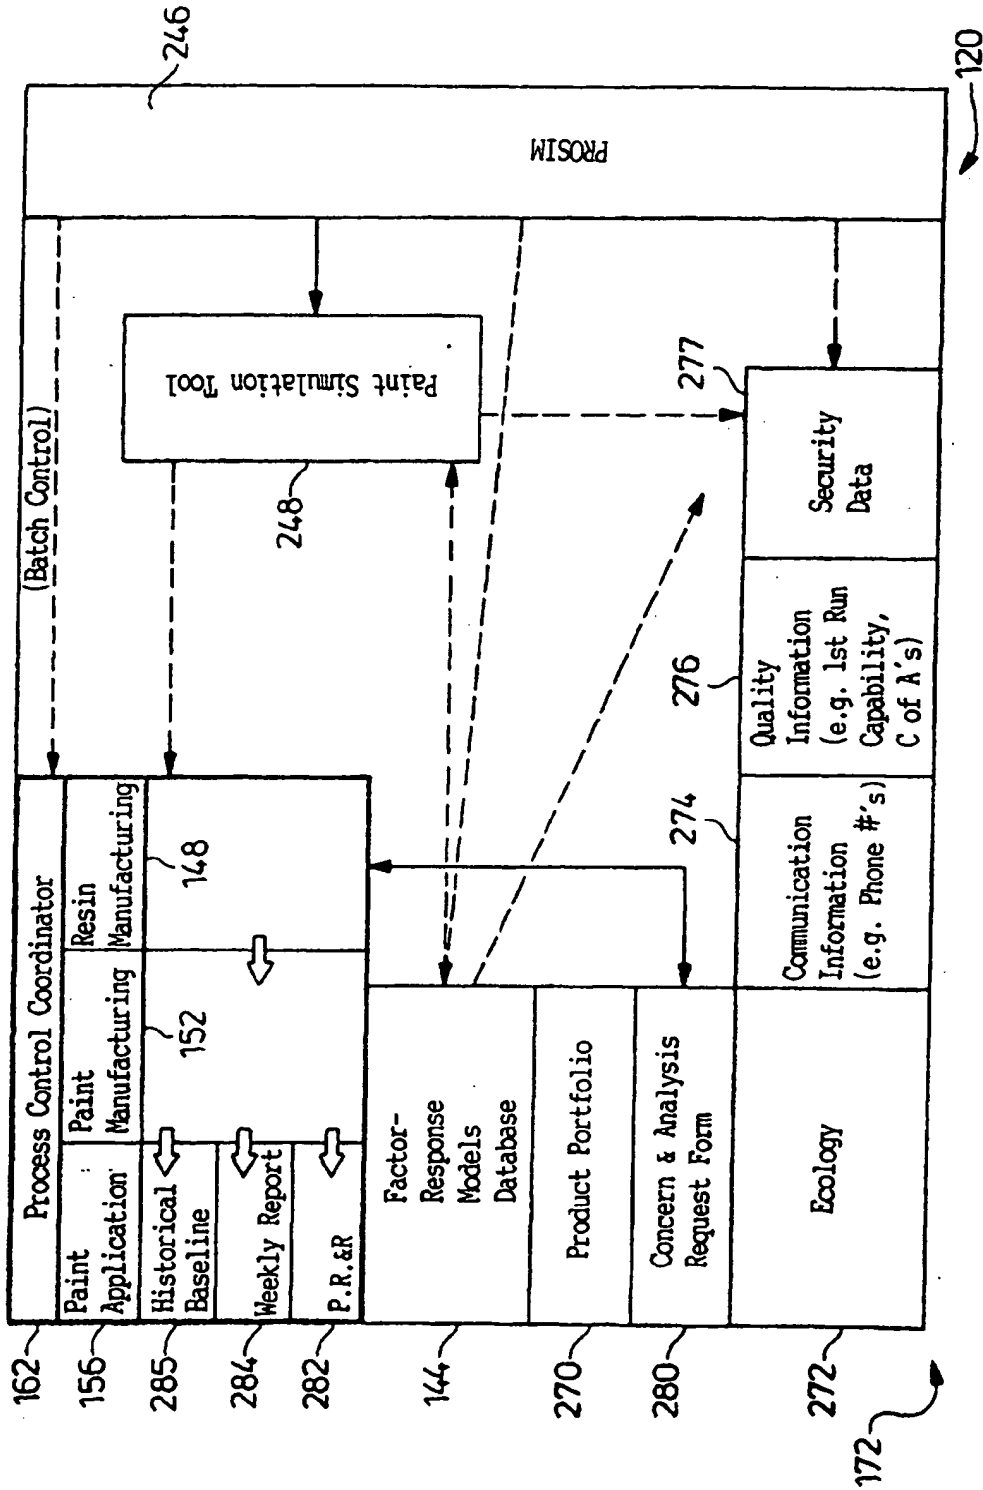 162
Process Control Coordinator
(Batch Control)
156
Paint
Application
Paint
Manufacturing
Resin
Manufacturing
152
148
285
Historical
Baseline
284
Weekly Report
282
P.R.&R
Paint Simulation Tool
248
PROSIM
246
144
Factor-
Response
Models
Database
270
Product Portfolio
280
Concern & Analysis
Request Form
272
Ecology
274
Communication
Information
(e.g. Phone #'s)
276
Quality
Information
(e.g. 1st Run
Capability,
C of A's)
277
Security
Data
172
120